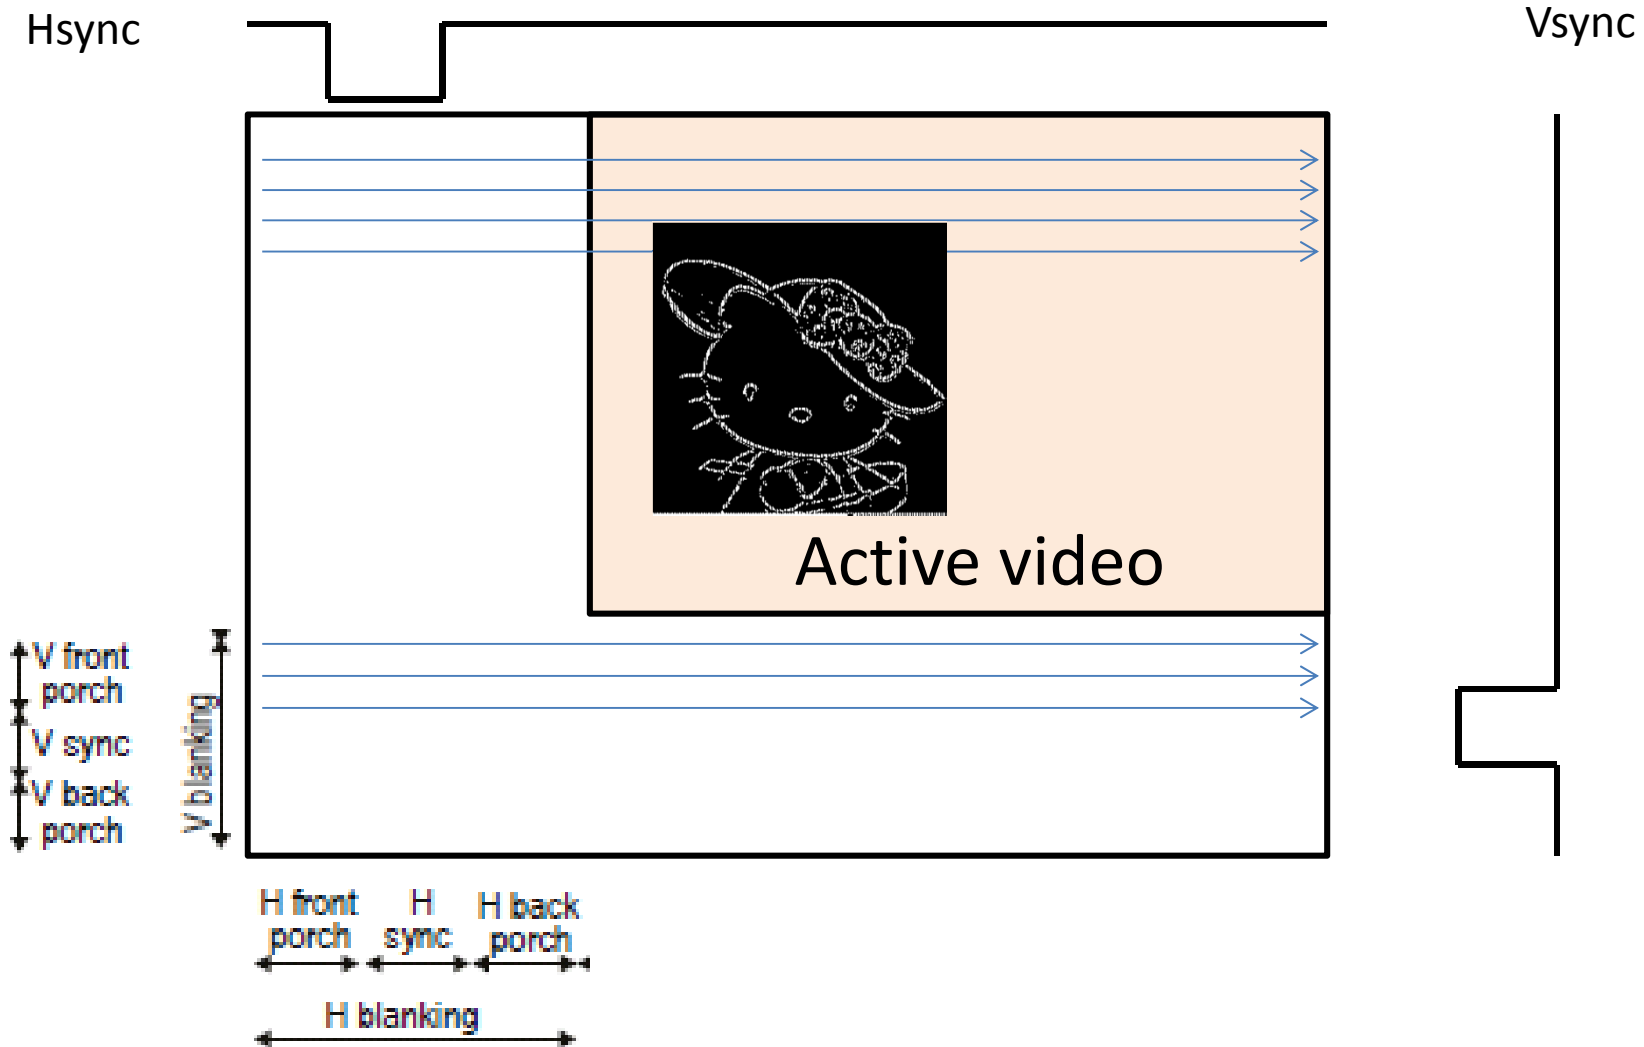 Hsync
Vsync
Active video
V front
porch
V sync
V back
porch
V blanking
H front
porch
H
sync
H back
porch
H blanking